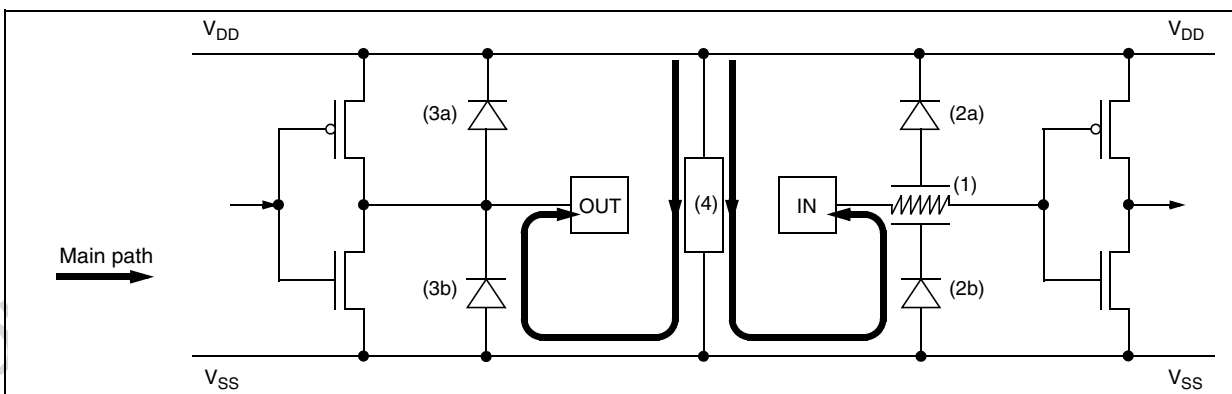 V_DD V_DD
(3a) (2a)
(1)
OUT (4) IN
Main path
(3b) (2b)
V_SS V_SS